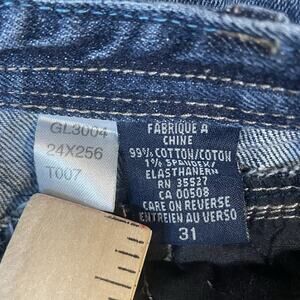 GL3004
24X256
T007
FABRIQUE A
CHINE
99% COTTON/COTON
1% SPANDEX/
ELASTHANERN
RN 35527
CA 00508
CARE ON REVERSE
ENTRETIEN AU VERSO
31